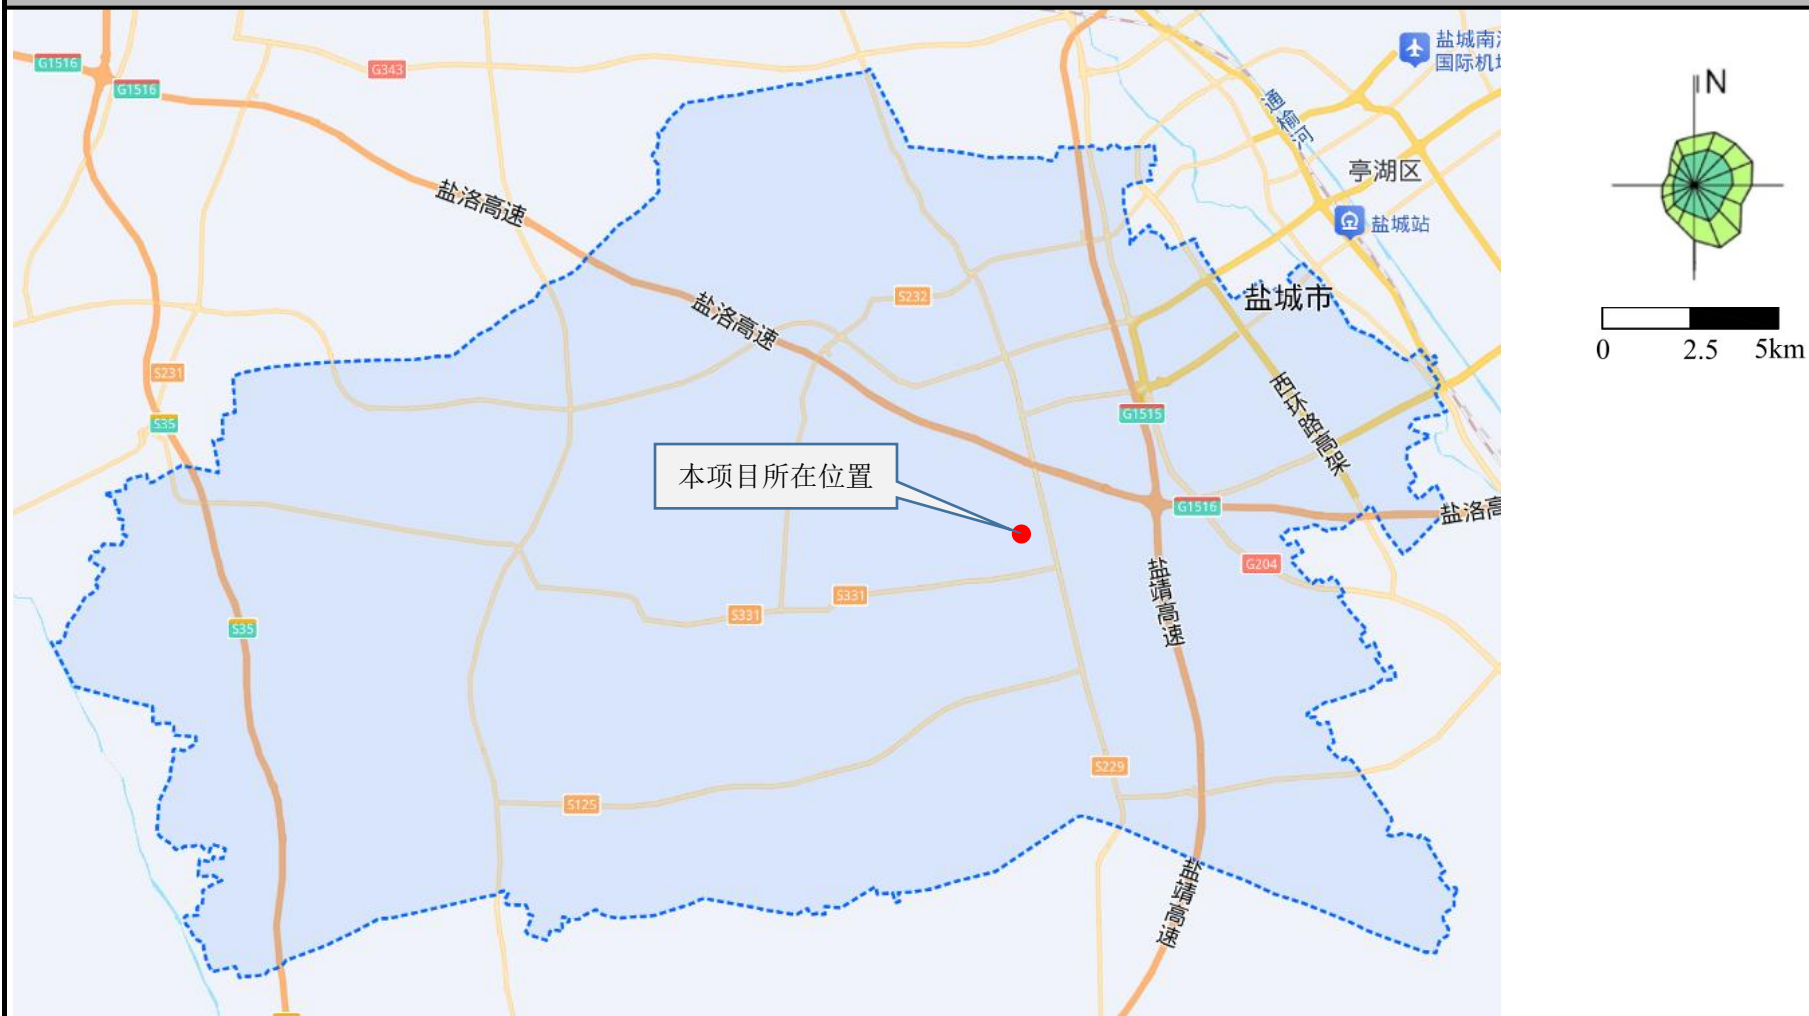 盐城南洋
国际机场
G1516
G343
G1516
N
通榆河
亭湖区
盐洛高速
盐城站
S232
盐城市
盐洛高速
0 2.5 5km
S231
西环路高架
G1515
S35
本项目所在位置
G1516
盐洛高
G204
盐靖高速
S331
S331
S35
S229
S125
盐靖高速